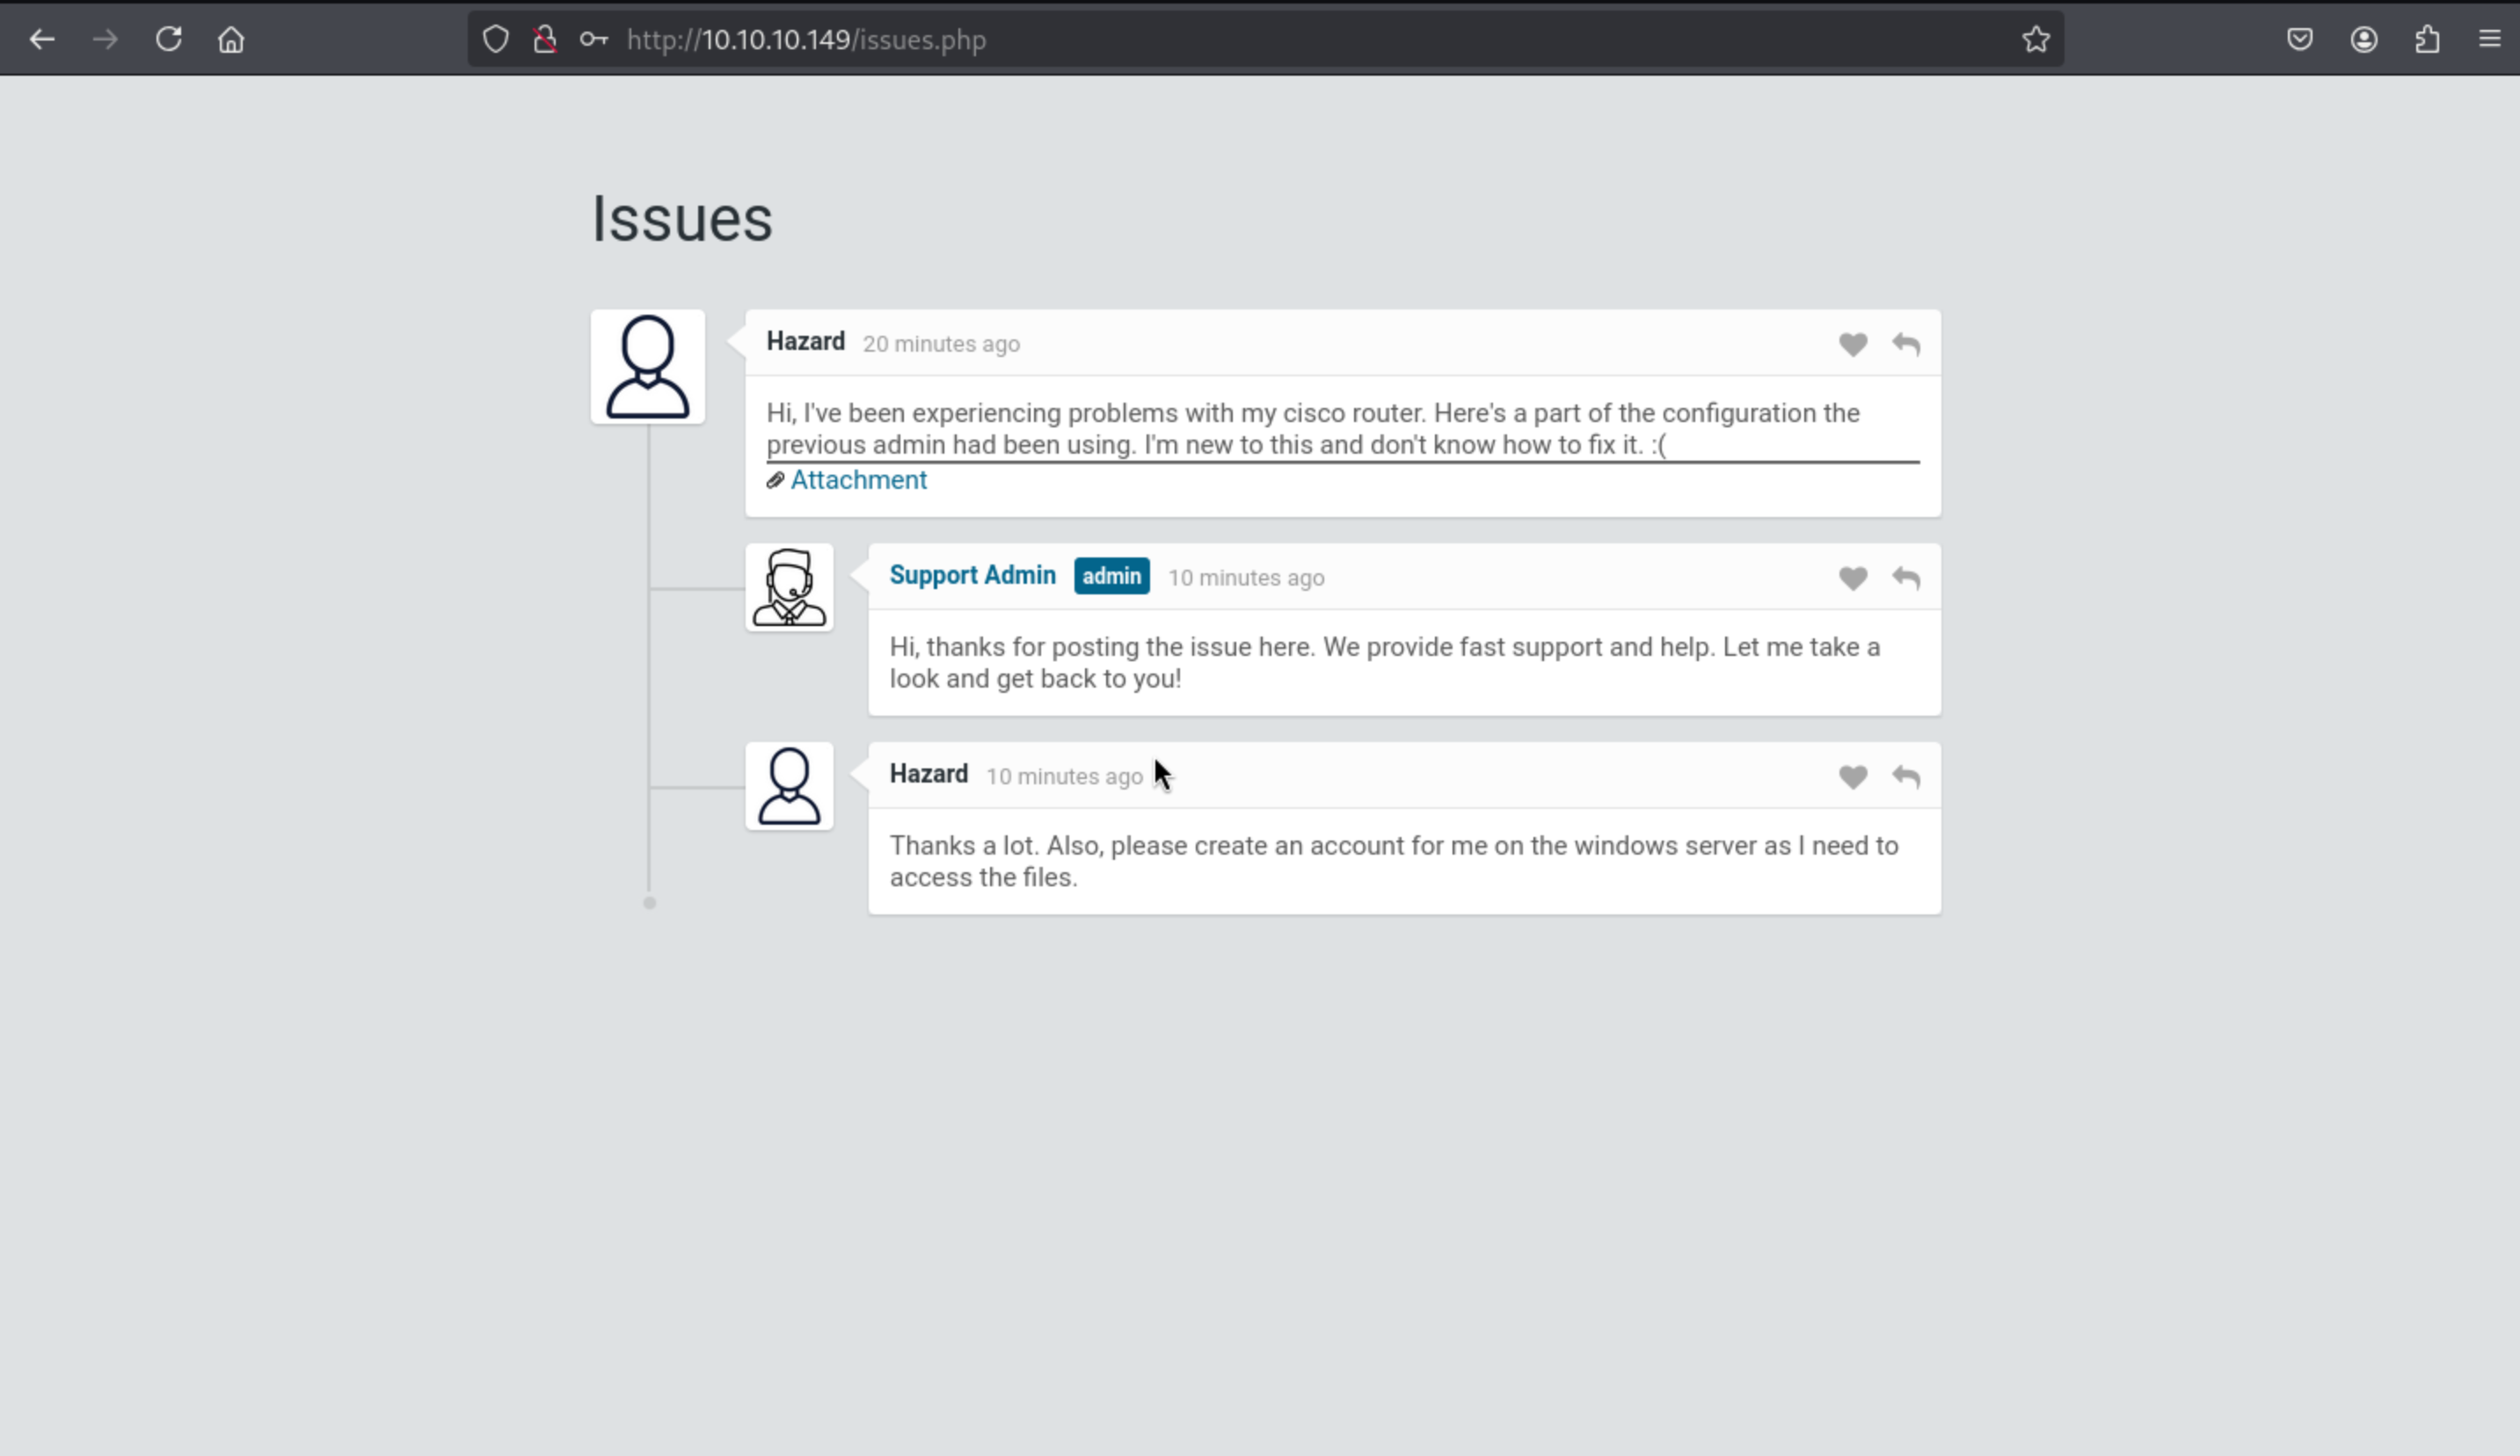 http://10.10.10.149/issues.php
Issues
Hazard 20 minutes ago
Hi, I've been experiencing problems with my cisco router. Here's a part of the configuration the
previous admin had been using. I'm new to this and don't know how to fix it. :(
Attachment
Support Admin admin 10 minutes ago
Hi, thanks for posting the issue here. We provide fast support and help. Let me take a
look and get back to you!
Hazard 10 minutes ago
Thanks a lot. Also, please create an account for me on the windows server as I need to
access the files.